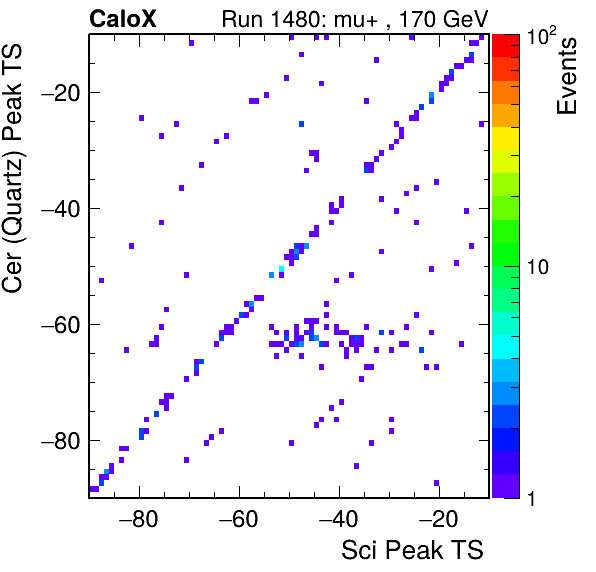 CaloX Run 1480: mu+ , 170 GeV
Cer (Quartz) Peak TS
−20
−40
−60
−80
−80 −60 −40 −20
Sci Peak TS
10²
10
1
Events